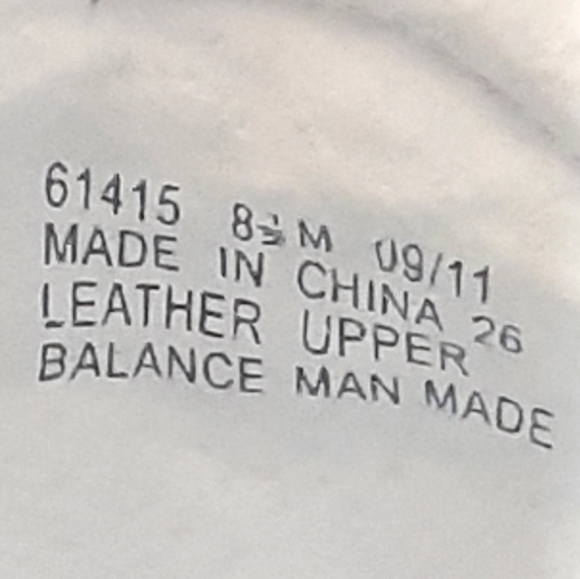 61415 8½ M 09/11
MADE IN CHINA 26
LEATHER UPPER
BALANCE MAN MADE